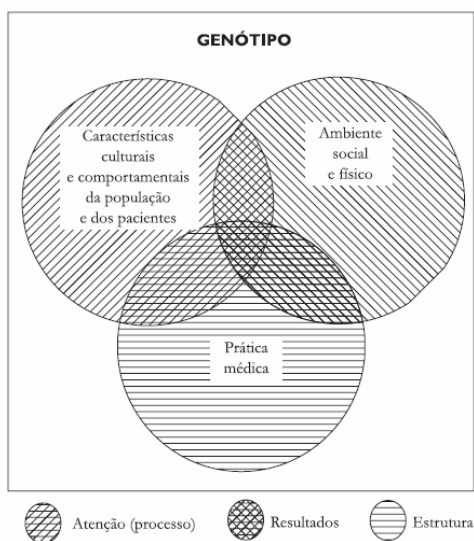 GENÓTIPO
Características
culturais
e comportamentais
da população
e dos pacientes
Ambiente
social
e físico
Prática
médica
Atenção (processo)
Resultados
Estrutura